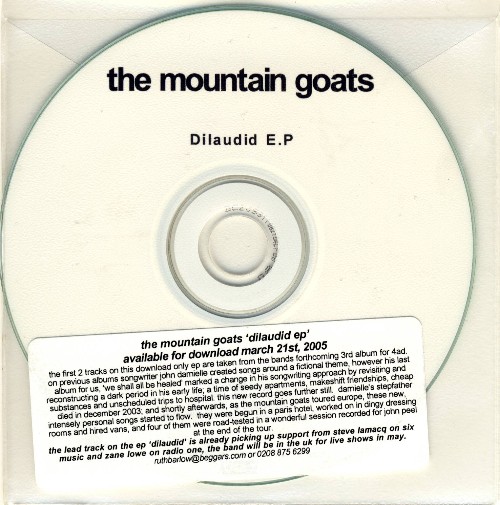 the mountain goats
Dilaudid E.P
the mountain goats 'dilaudid ep'
available for download march 21st, 2005
the first 2 tracks on this download only ep are taken from the bands forthcoming 3rd album for 4ad.
on previous albums songwriter john darnielle created songs around a fictional theme, however his last
album for us, 'we shall all be healed' marked a change in his songwriting approach by revisiting and
reconstructing a dark period in his early life, a time of seedy apartments, makeshift friendships, cheap
substances and unscheduled trips to hospital. this new record goes further still. darnielle's stepfather
died in december 2003; and shortly afterwards, as the mountain goats toured europe, these new,
intensely personal songs started to flow. they were begun in a paris hotel, worked on in dingy dressing
rooms and hired vans, and four of them were road-tested in a wonderful session recorded for john peel
at the end of the tour.
the lead track on the ep 'dilaudid' is already picking up support from steve lamacq on six
music and zane lowe on radio one, the band will be in the uk for live shows in may.
ruthbarlow@beggars.com or 0208 875 6299